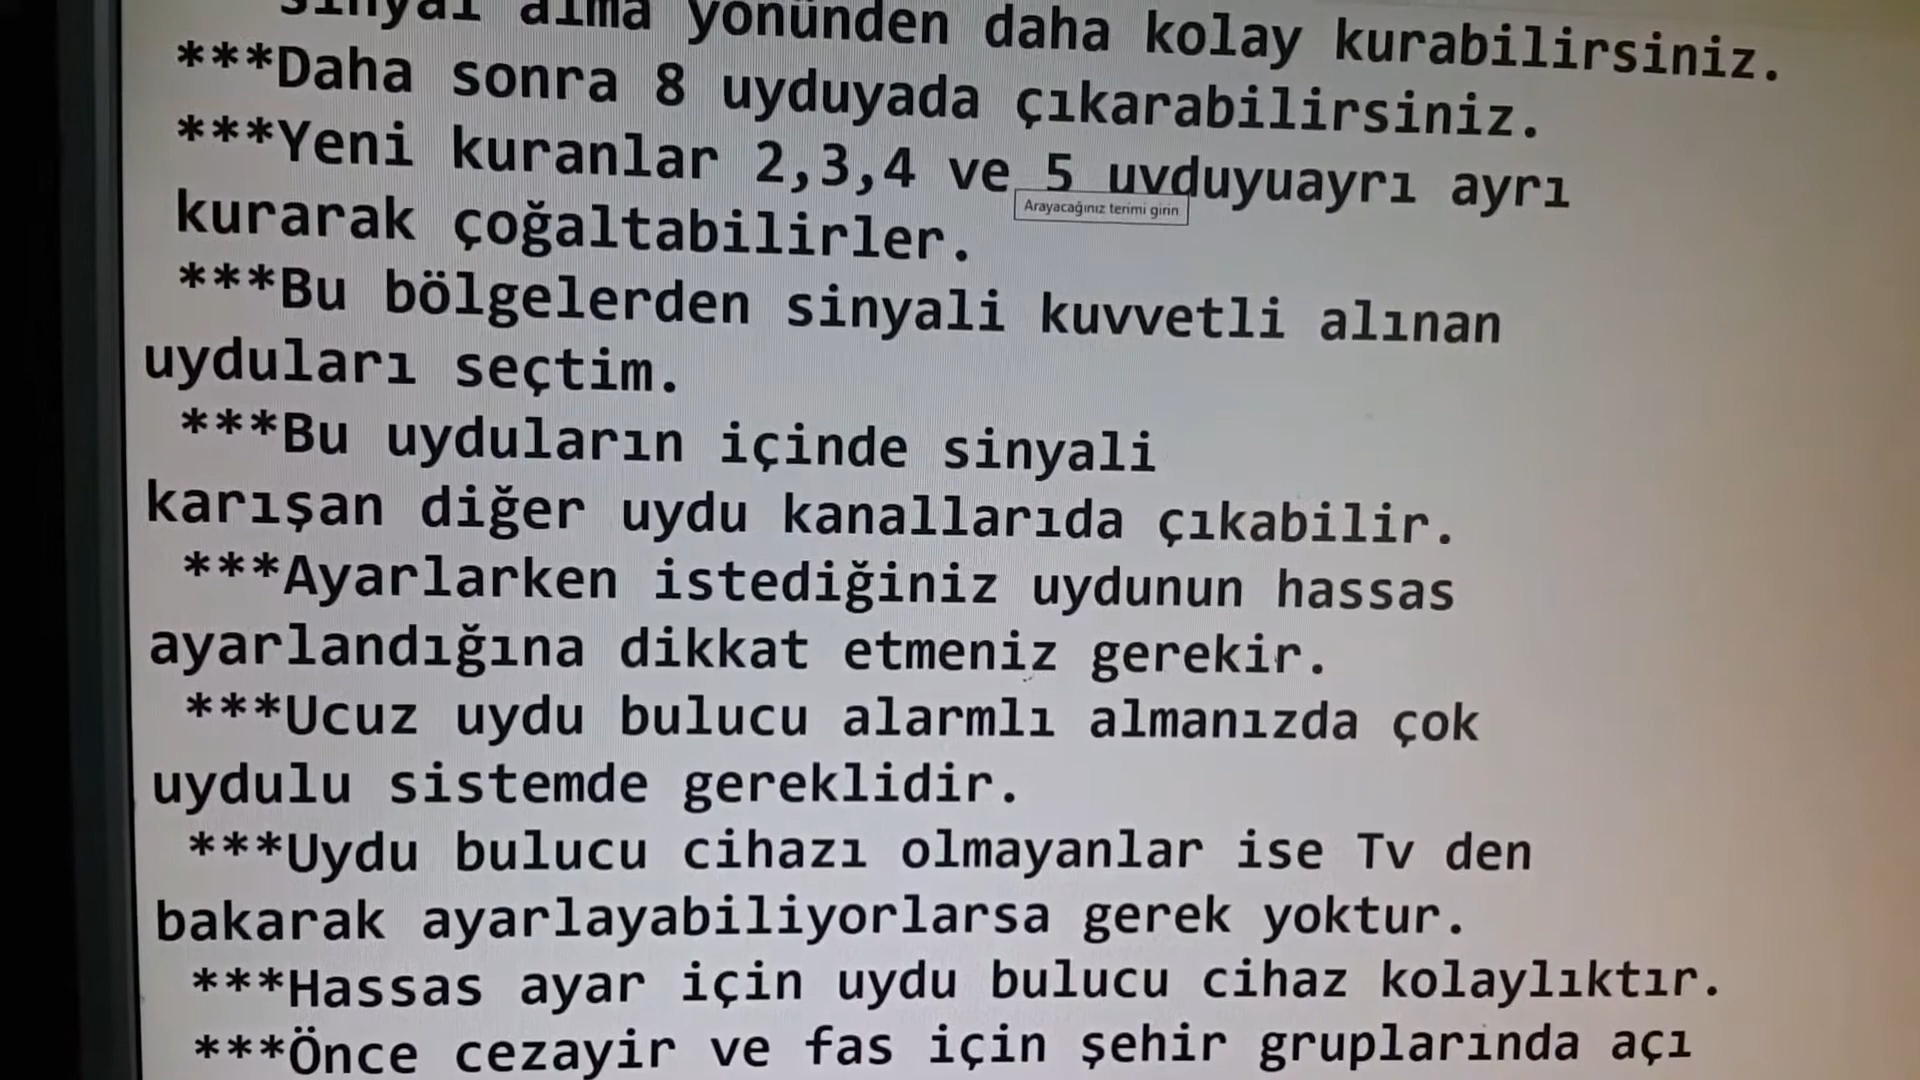 sinyal alma yönünden daha kolay kurabilirsiniz.
***Daha sonra 8 uyduyada çıkarabilirsiniz.
***Yeni kuranlar 2,3,4 ve 5 uyduyuayrı ayrı
Arayacağınız terimi girin
kurarak çoğaltabilirler.
***Bu bölgelerden sinyali kuvvetli alınan
uyduları seçtim.
***Bu uyduların içinde sinyali
karışan diğer uydu kanallarıda çıkabilir.
***Ayarlarken istediğiniz uydunun hassas
ayarlandığına dikkat etmeniz gerekir.
***Ucuz uydu bulucu alarmlı almanızda çok
uydulu sistemde gereklidir.
***Uydu bulucu cihazı olmayanlar ise Tv den
bakarak ayarlayabiliyorlarsa gerek yoktur.
***Hassas ayar için uydu bulucu cihaz kolaylıktır.
***Önce cezayir ve fas için şehir gruplarında açı